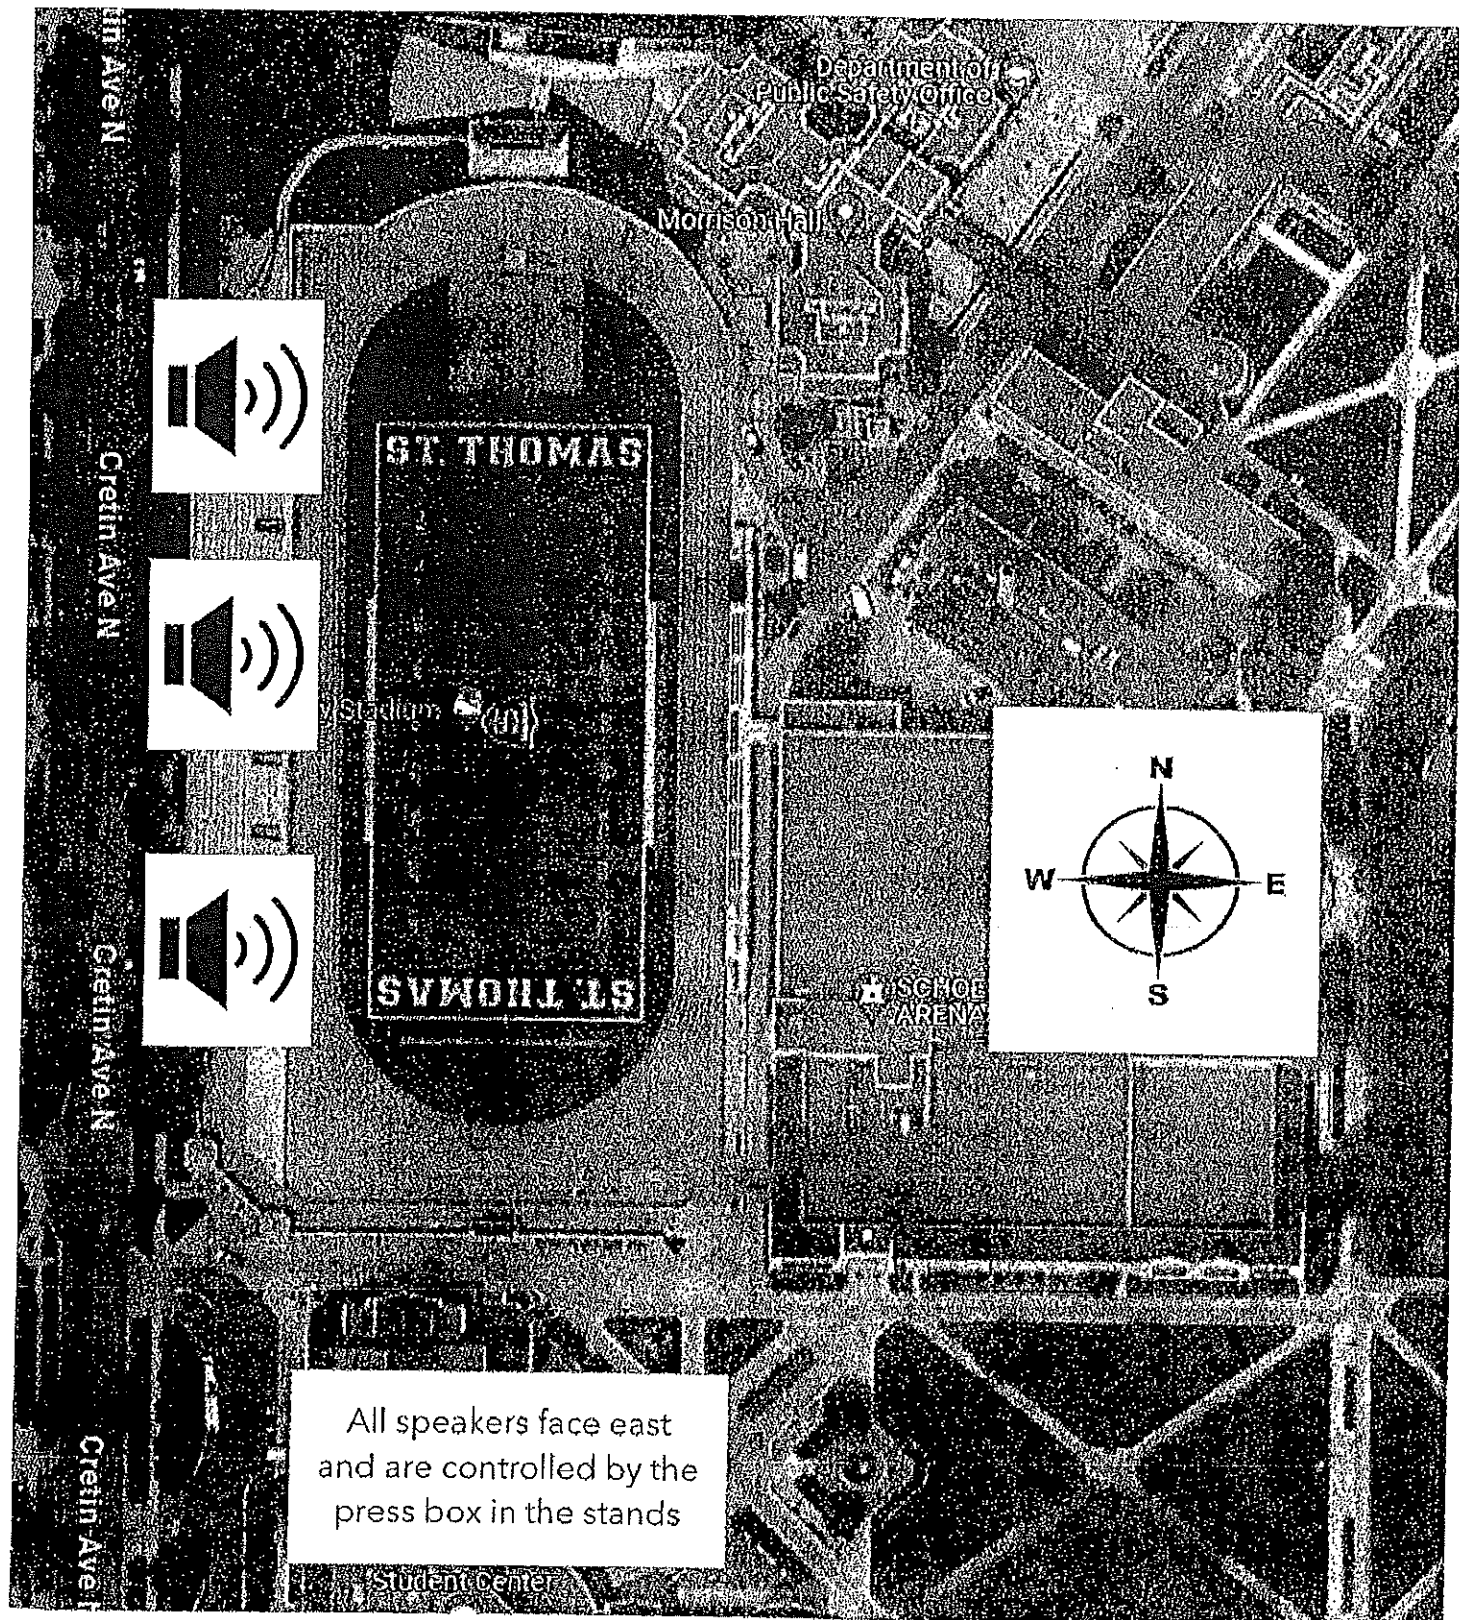 Ave N
Department of
Public Safety Office
Morrison Hall
Cretin Ave N
ST. THOMAS
Stadium
N
W
E
S
Cretin Ave N
ST. THOMAS
ARENA
All speakers face east
and are controlled by the
press box in the stands
Cretin Ave
Student Center